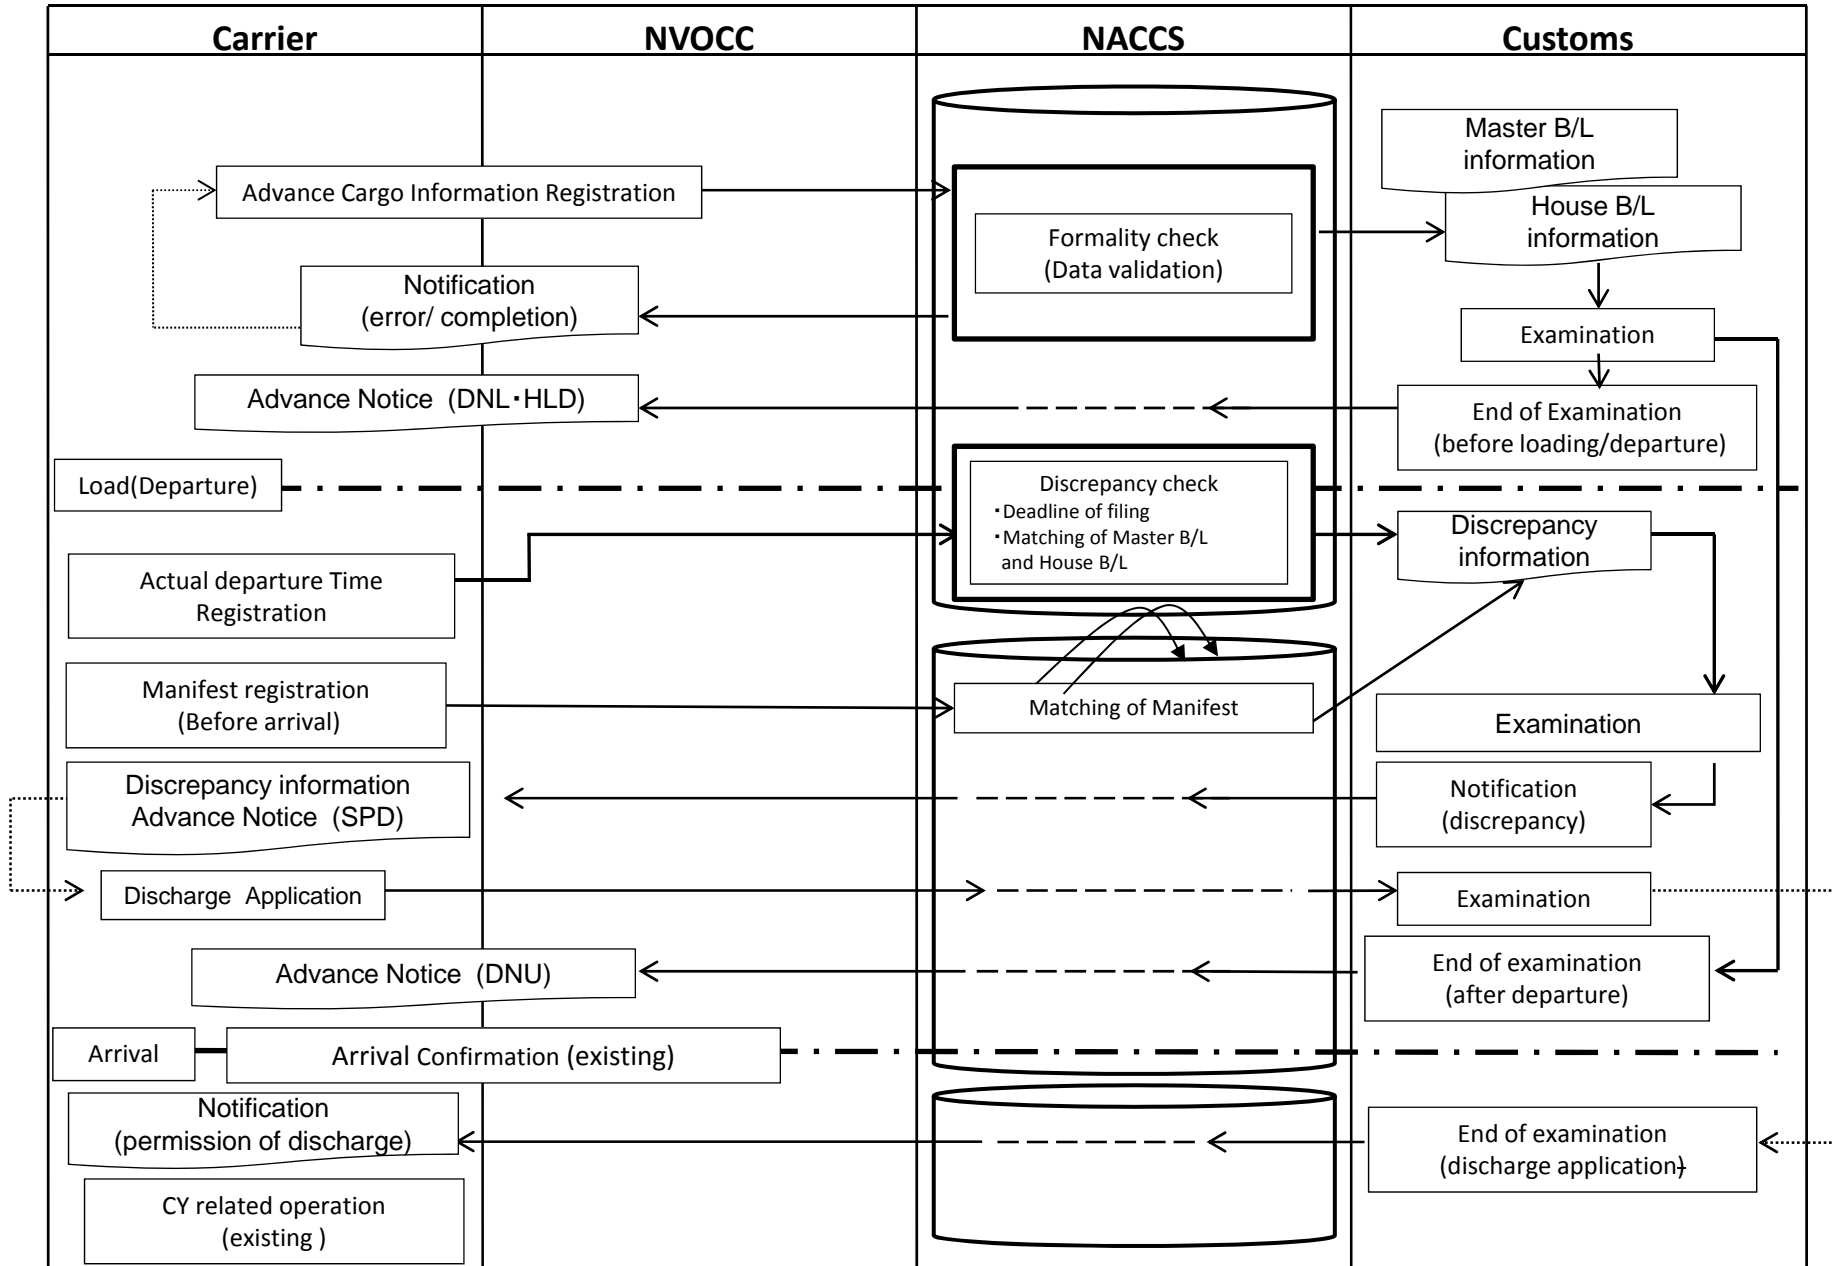 Carrier
NVOCC
NACCS
Customs
Master B/L
information
Advance Cargo Information Registration
House B/L
information
Formality check
(Data validation)
Notification
(error/ completion)
Examination
Advance Notice (DNL・HLD)
End of Examination
(before loading/departure)
Load(Departure)
Discrepancy check
・Deadline of filing
・Matching of Master B/L
and House B/L
Discrepancy
information
Actual departure Time
Registration
Manifest registration
(Before arrival)
Matching of Manifest
Examination
Discrepancy information
Advance Notice (SPD)
Notification
(discrepancy)
Discharge Application
Examination
Advance Notice (DNU)
End of examination
(after departure)
Arrival
Arrival Confirmation (existing)
Notification
(permission of discharge)
End of examination
(discharge application)
CY related operation
(existing )